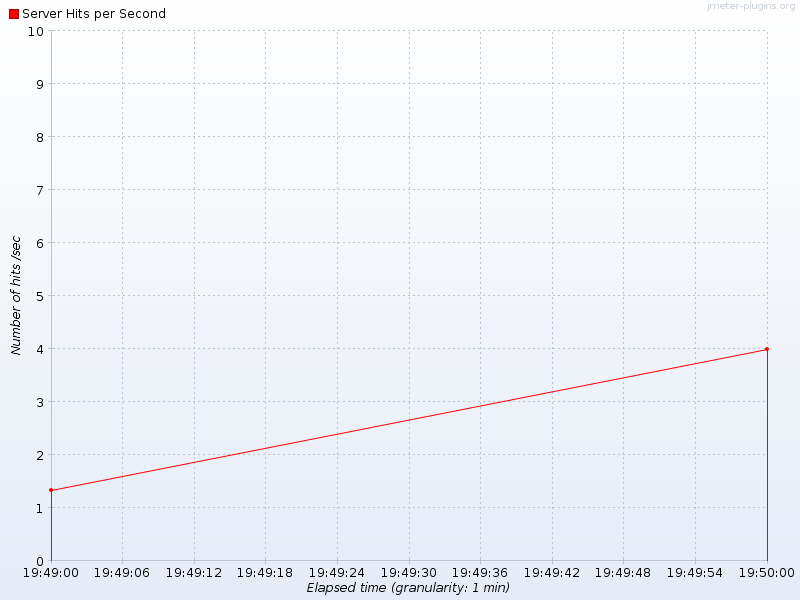 jmeter-plugins.org
Server Hits per Second
10
9
8
7
6
5
4
3
2
1
0
Number of hits /sec
19:49:00 19:49:06 19:49:12 19:49:18 19:49:24 19:49:30 19:49:36 19:49:42 19:49:48 19:49:54 19:50:00
Elapsed time (granularity: 1 min)